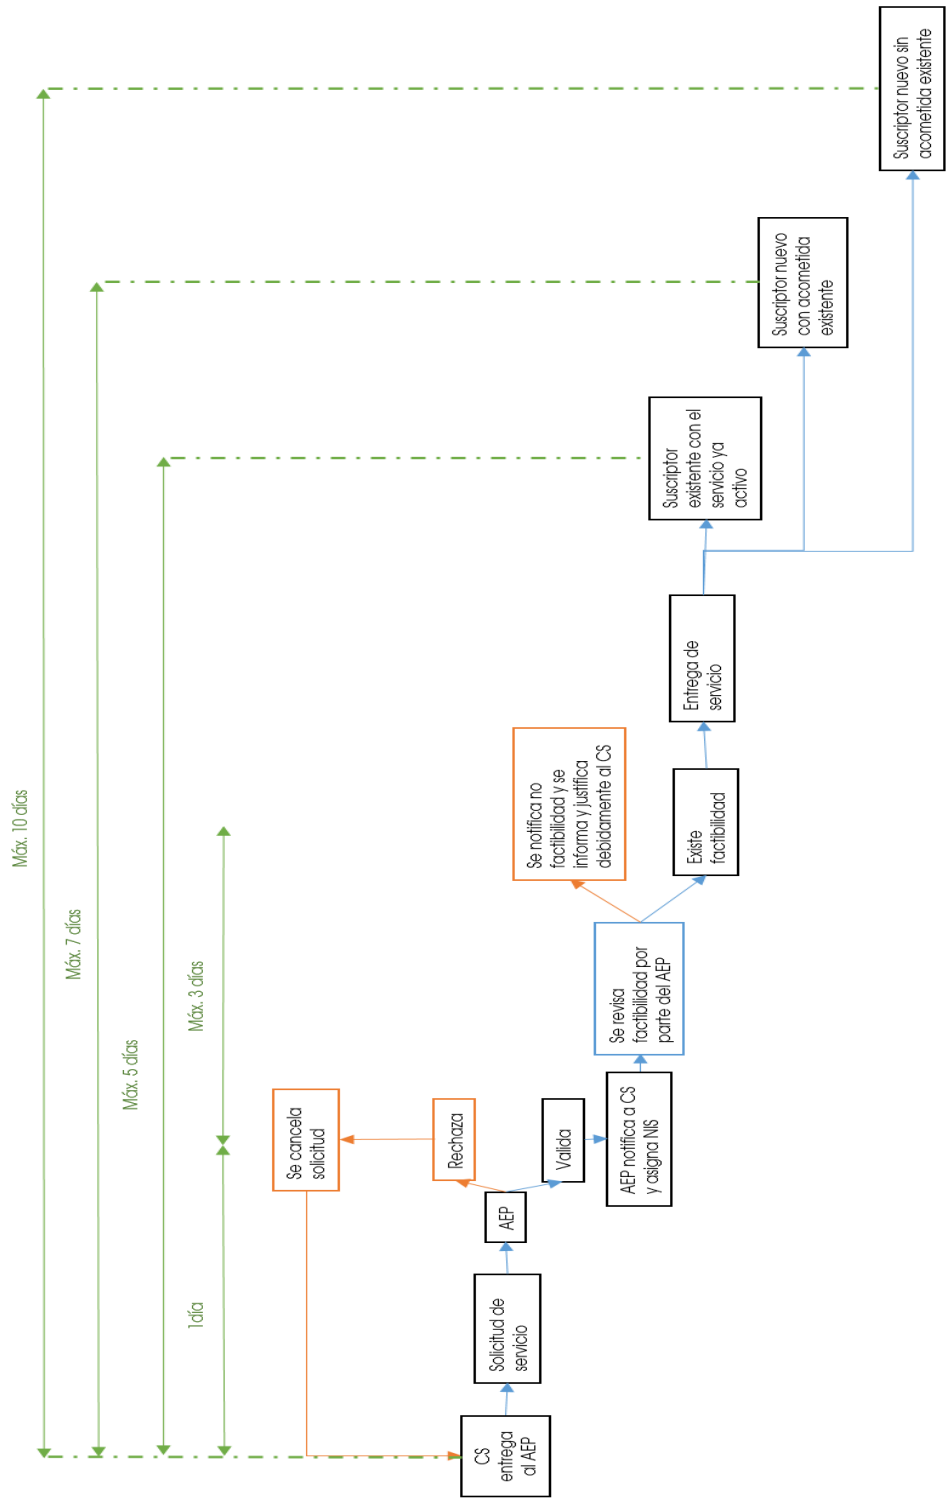 Máx. 10 días
Máx. 7 días
Máx. 5 días
1día
Máx. 3 días
Se cancela
solicitud
CS
entrega
al AEP
Solicitud de
servicio
AEP
Rechaza
Valida
AEP notifica a CS
y asigna NIS
Se revisa
factibilidad por
parte del AEP
Se notifica no
factibilidad y se
informa y justifica
debidamente al CS
Existe
factibilidad
Entrega de
servicio
Suscriptor
existente con el
servicio ya
activo
Suscriptor nuevo
con acometida
existente
Suscriptor nuevo sin
acometida existente